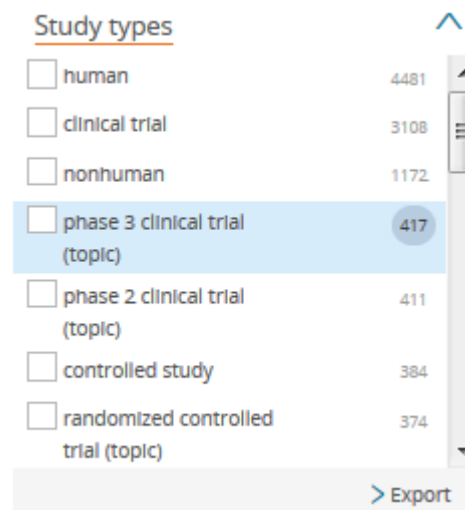 Study types
human 4481
clinical trial 3108
nonhuman 1172
phase 3 clinical trial 417
(topic)
phase 2 clinical trial 411
(topic)
controlled study 384
randomized controlled 374
trial (topic)
> Export